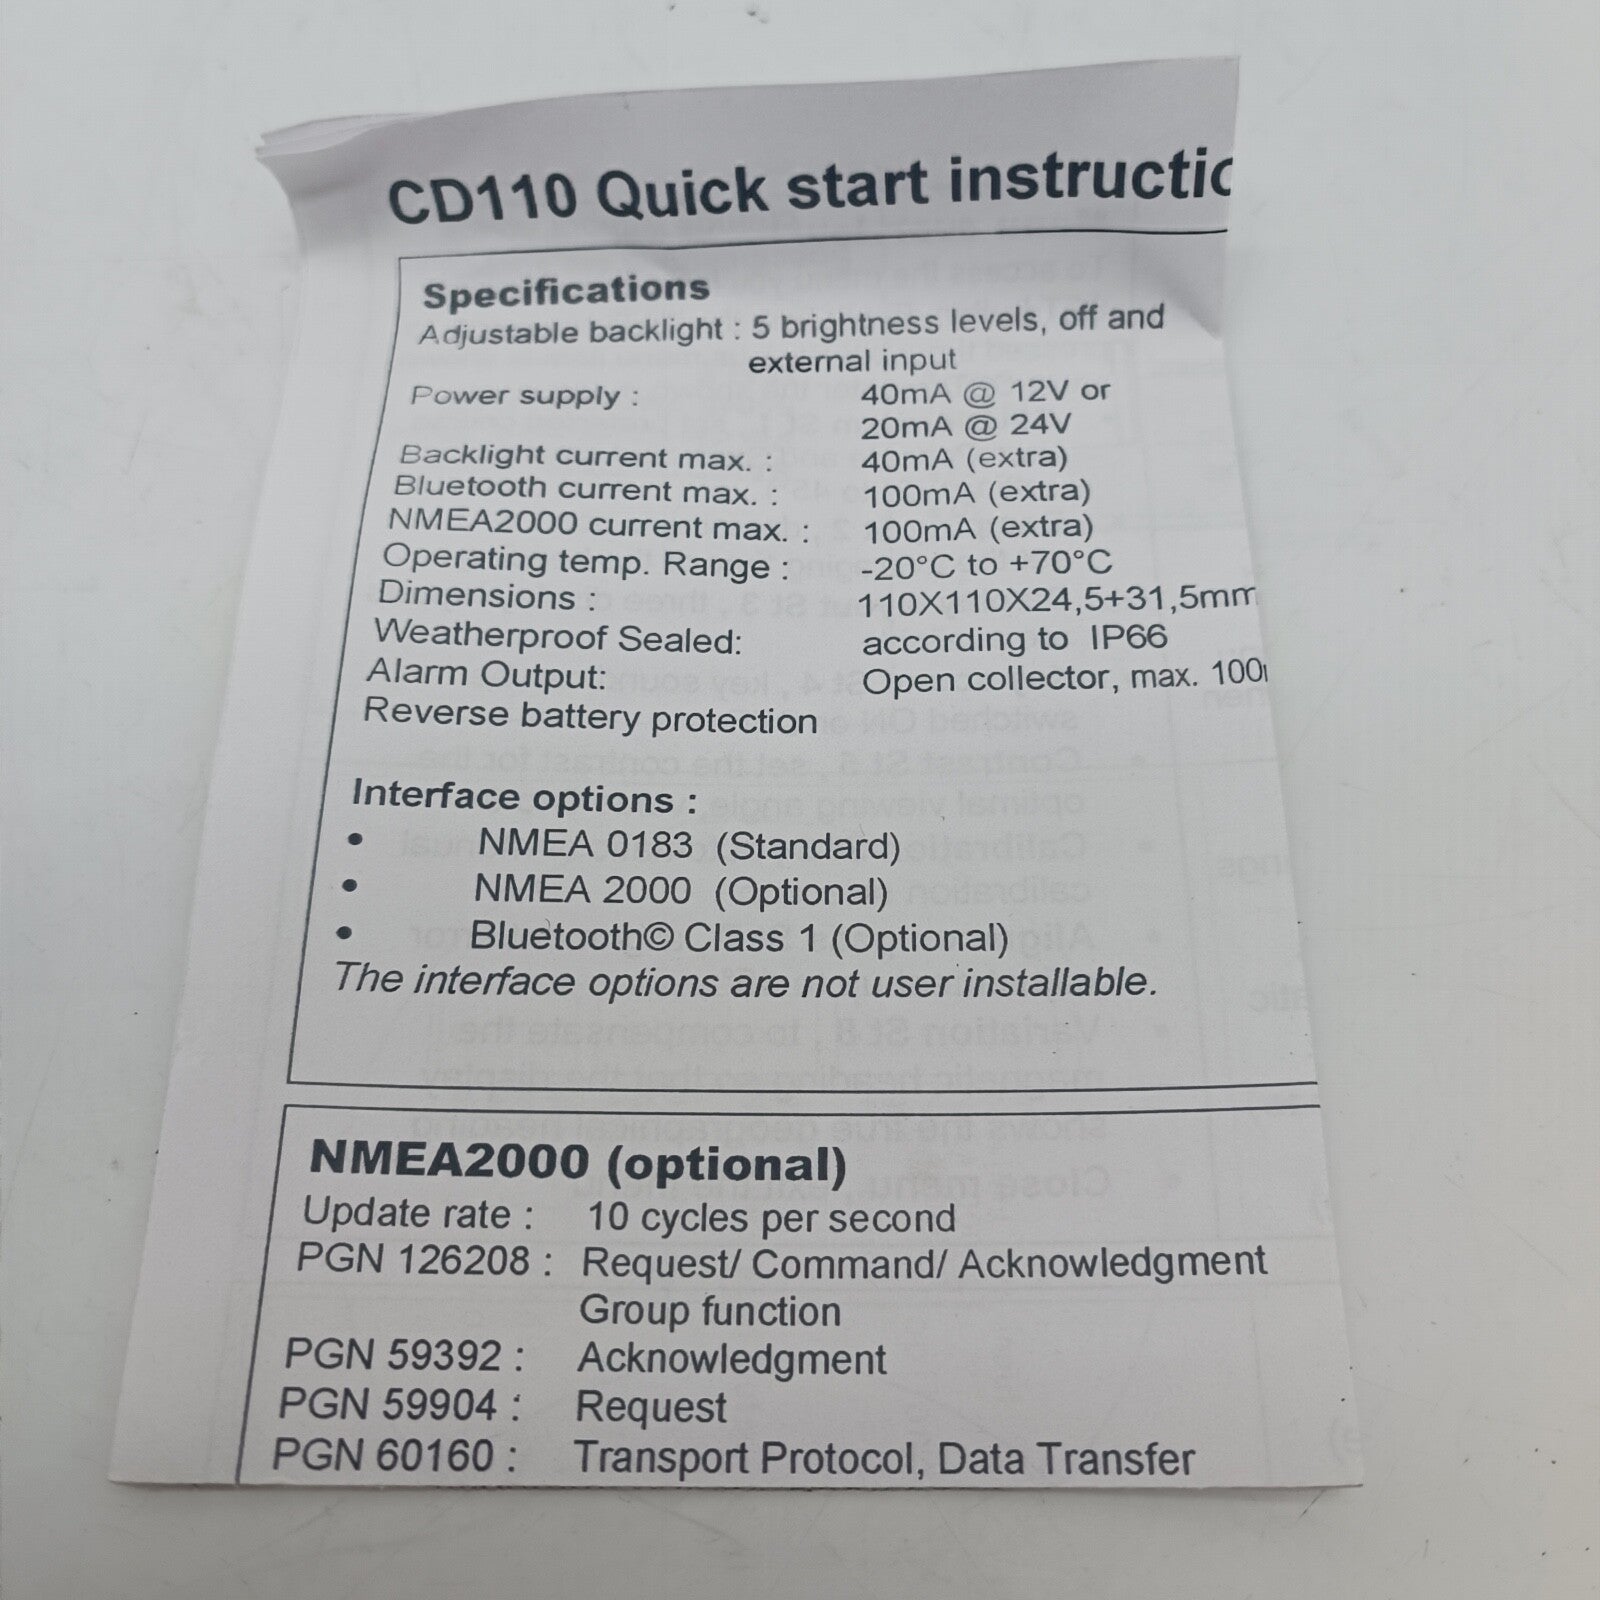 CD110 Quick start instructic
Specifications
Adjustable backlight : 5 brightness levels, off and
external input
Power supply : 40mA @ 12V or
20mA @ 24V
Backlight current max. : 40mA (extra)
Bluetooth current max. : 100mA (extra)
NMEA2000 current max. : 100mA (extra)
Operating temp. Range : -20°C to +70°C
Dimensions : 110X110X24,5+31,5mm
Weatherproof Sealed: according to IP66
Alarm Output: Open collector, max. 100
Reverse battery protection
Interface options :
• NMEA 0183 (Standard)
• NMEA 2000 (Optional)
• Bluetooth© Class 1 (Optional)
The interface options are not user installable.
NMEA2000 (optional)
Update rate : 10 cycles per second
PGN 126208 : Request/ Command/ Acknowledgment
Group function
PGN 59392 : Acknowledgment
PGN 59904 : Request
PGN 60160 : Transport Protocol, Data Transfer